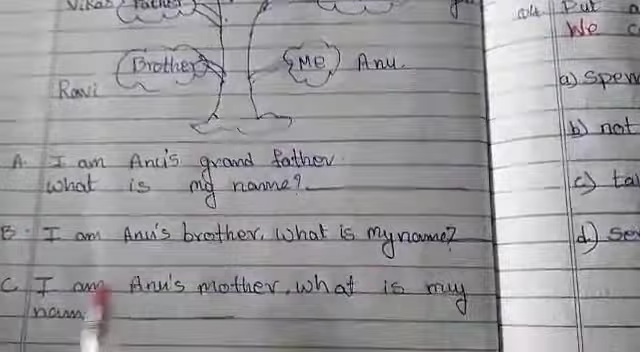 Vikas Father
Brother Me Anu.
Ravi
A. I am Anu's grand father.
what is my name?
B. I am Anu's brother. What is my name?
C. I am Anu's mother. what is my
nam
Put a
We c
a) spen
b) not
c) ta
d) se